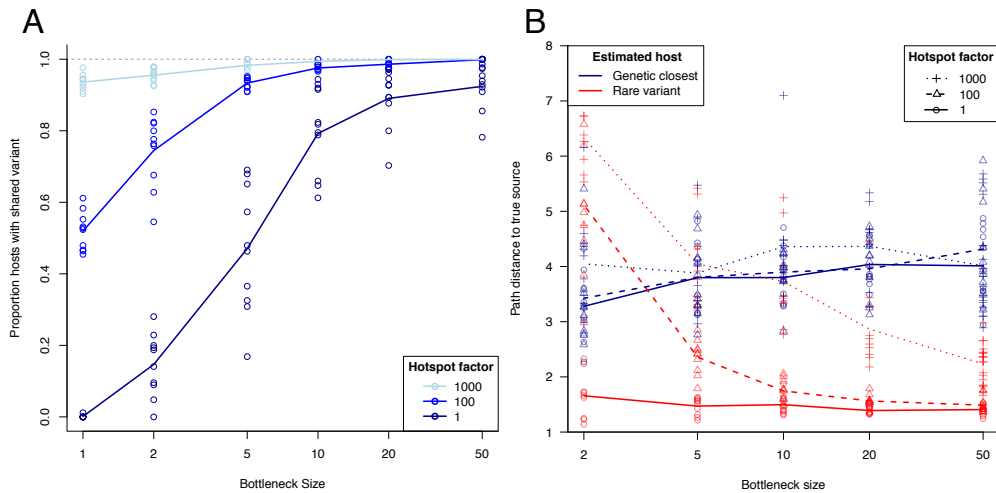 A
Proportion hosts with shared variant
1.0
0.8
0.6
0.4
0.2
0.0
Hotspot factor
1000
100
1
1 2 5 10 20 50
Bottleneck Size
B
Path distance to true source
8
7
6
5
4
3
2
1
Estimated host
Genetic closest
Rare variant
Hotspot factor
1000
100
1
2 5 10 20 50
Bottleneck size